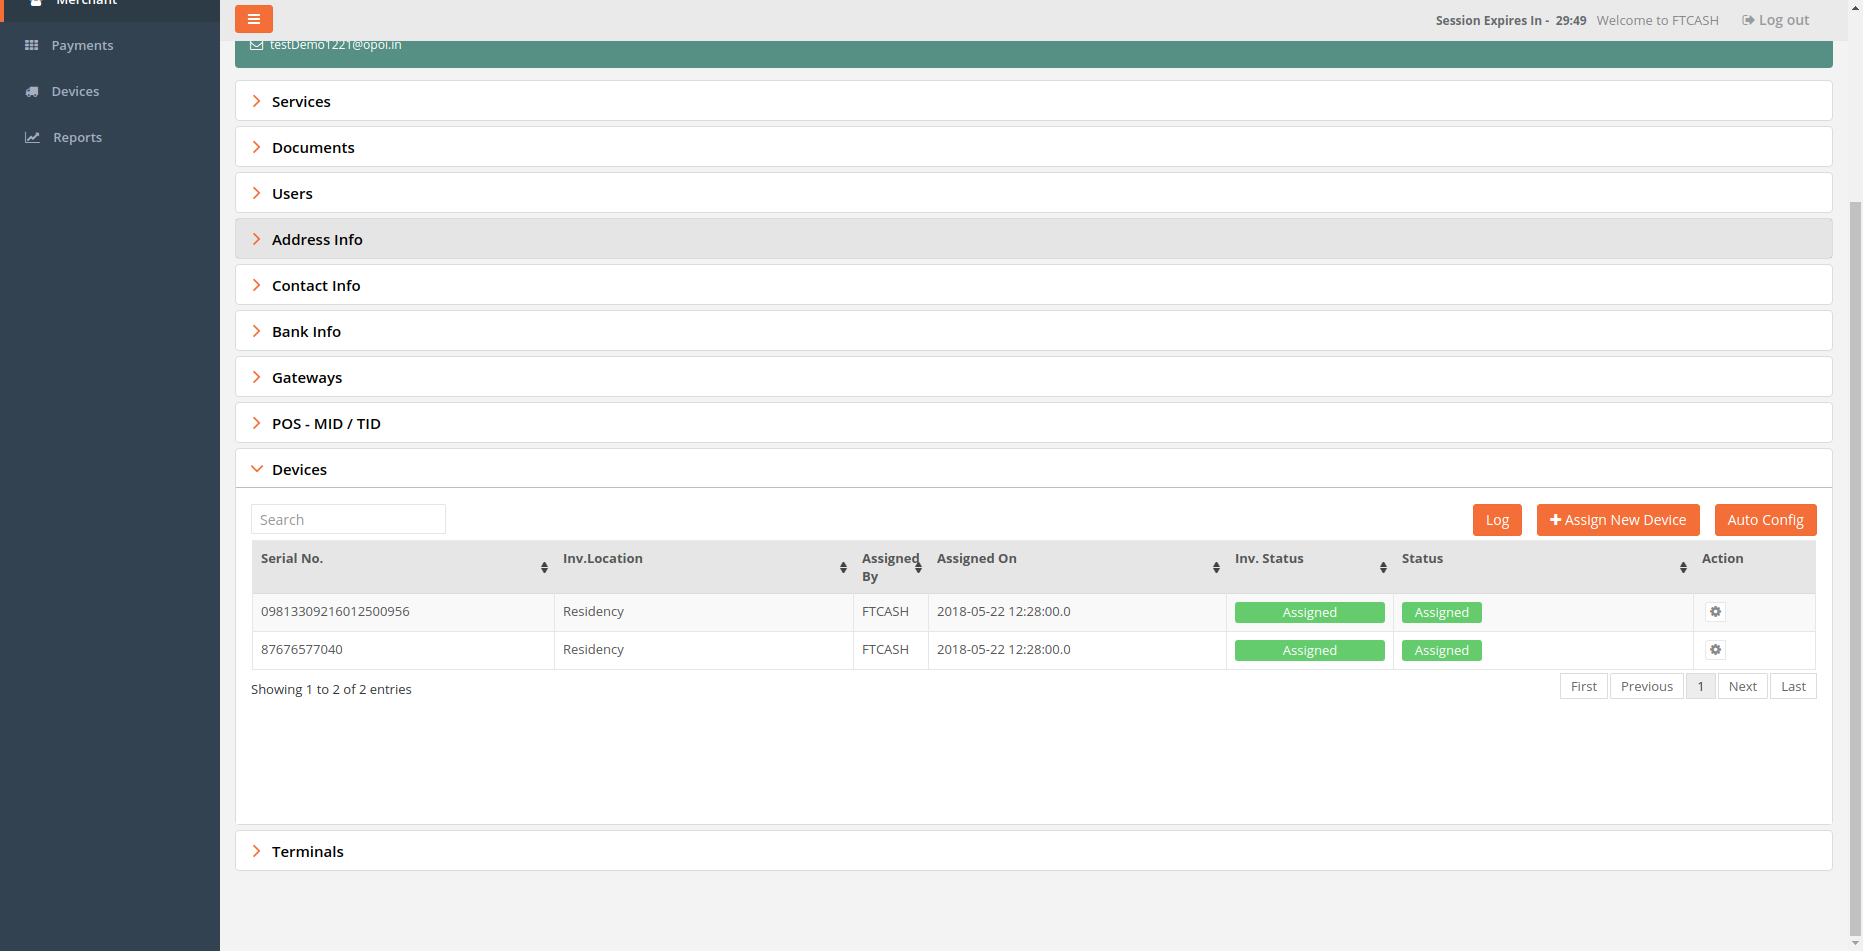 Merchant
Session Expires In - 29:49 Welcome to FTCASH Log out
Payments
testDemo1221@opoi.in
Devices
Reports
Services
Documents
Users
Address Info
Contact Info
Bank Info
Gateways
POS - MID / TID
Devices
Search Log Assign New Device Auto Config
Serial No. Inv.Location Assigned By Assigned On Inv. Status Status Action
09813309216012500956 Residency FTCASH 2018-05-22 12:28:00.0 Assigned Assigned
87676577040 Residency FTCASH 2018-05-22 12:28:00.0 Assigned Assigned
Showing 1 to 2 of 2 entries First Previous 1 Next Last
Terminals